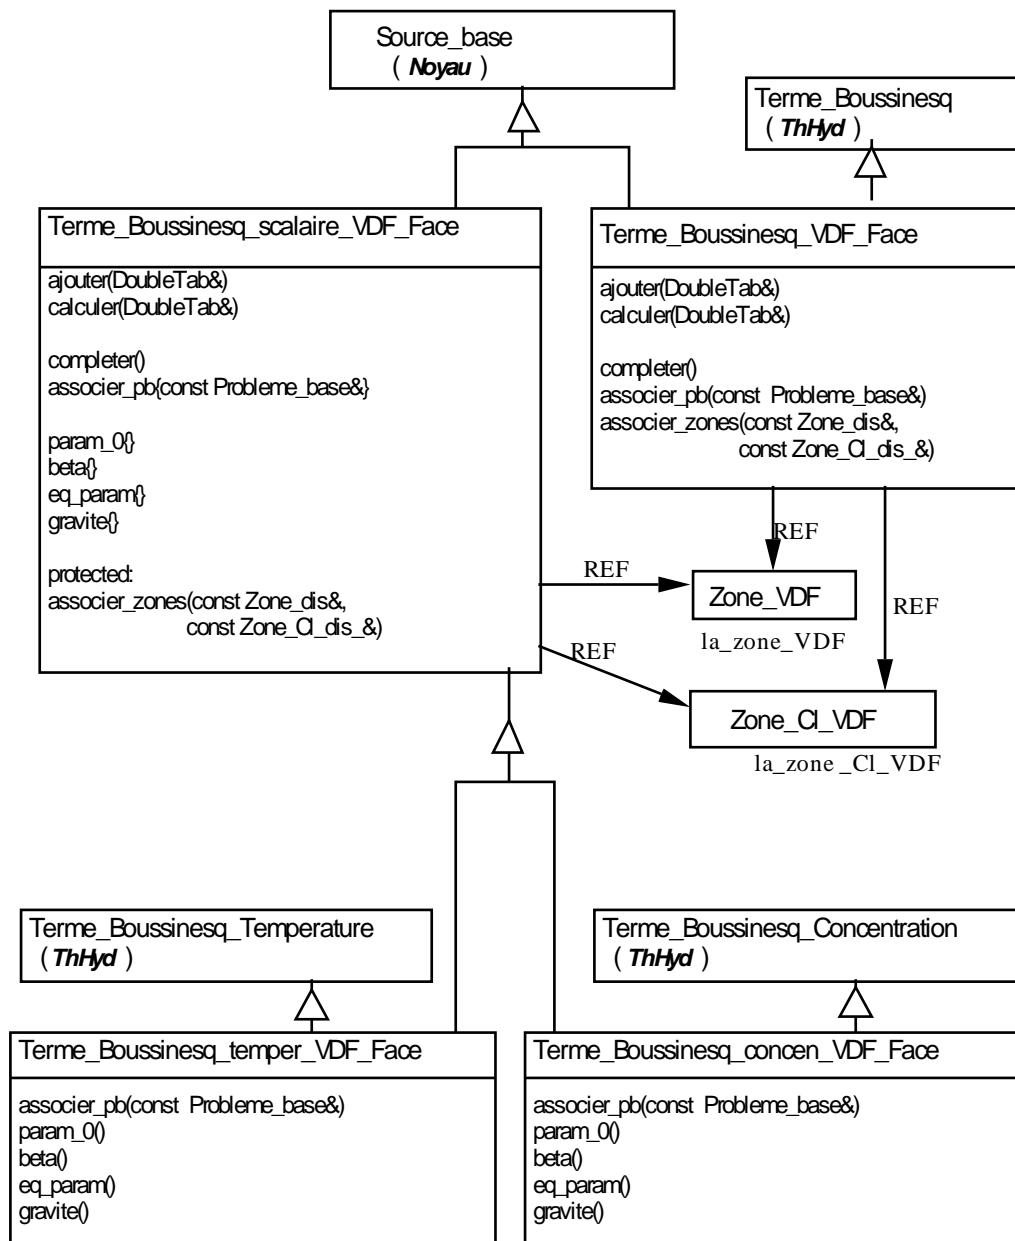 Source_base
( Noyau )
Terme_Boussinesq
( ThHyd )
Terme_Boussinesq_scalaire_VDF_Face
ajouter(DoubleTab&)
calculer(DoubleTab&)
completer()
associer_pb{const Probleme_base&}
param_0{}
beta{}
eq_param{}
gravite{}
protected:
associer_zones(const Zone_dis&,
const Zone_Cl_dis_&)
Terme_Boussinesq_VDF_Face
ajouter(DoubleTab&)
calculer(DoubleTab&)
completer()
associer_pb(const Probleme_base&)
associer_zones(const Zone_dis&,
const Zone_Cl_dis_&)
REF
REF
REF
REF
Zone_VDF
la_zone_VDF
Zone_Cl_VDF
la_zone_Cl_VDF
Terme_Boussinesq_Temperature
( ThHyd )
Terme_Boussinesq_Concentration
( ThHyd )
Terme_Boussinesq_temper_VDF_Face
associer_pb(const Probleme_base&)
param_0()
beta()
eq_param()
gravite()
Terme_Boussinesq_concen_VDF_Face
associer_pb(const Probleme_base&)
param_0()
beta()
eq_param()
gravite()